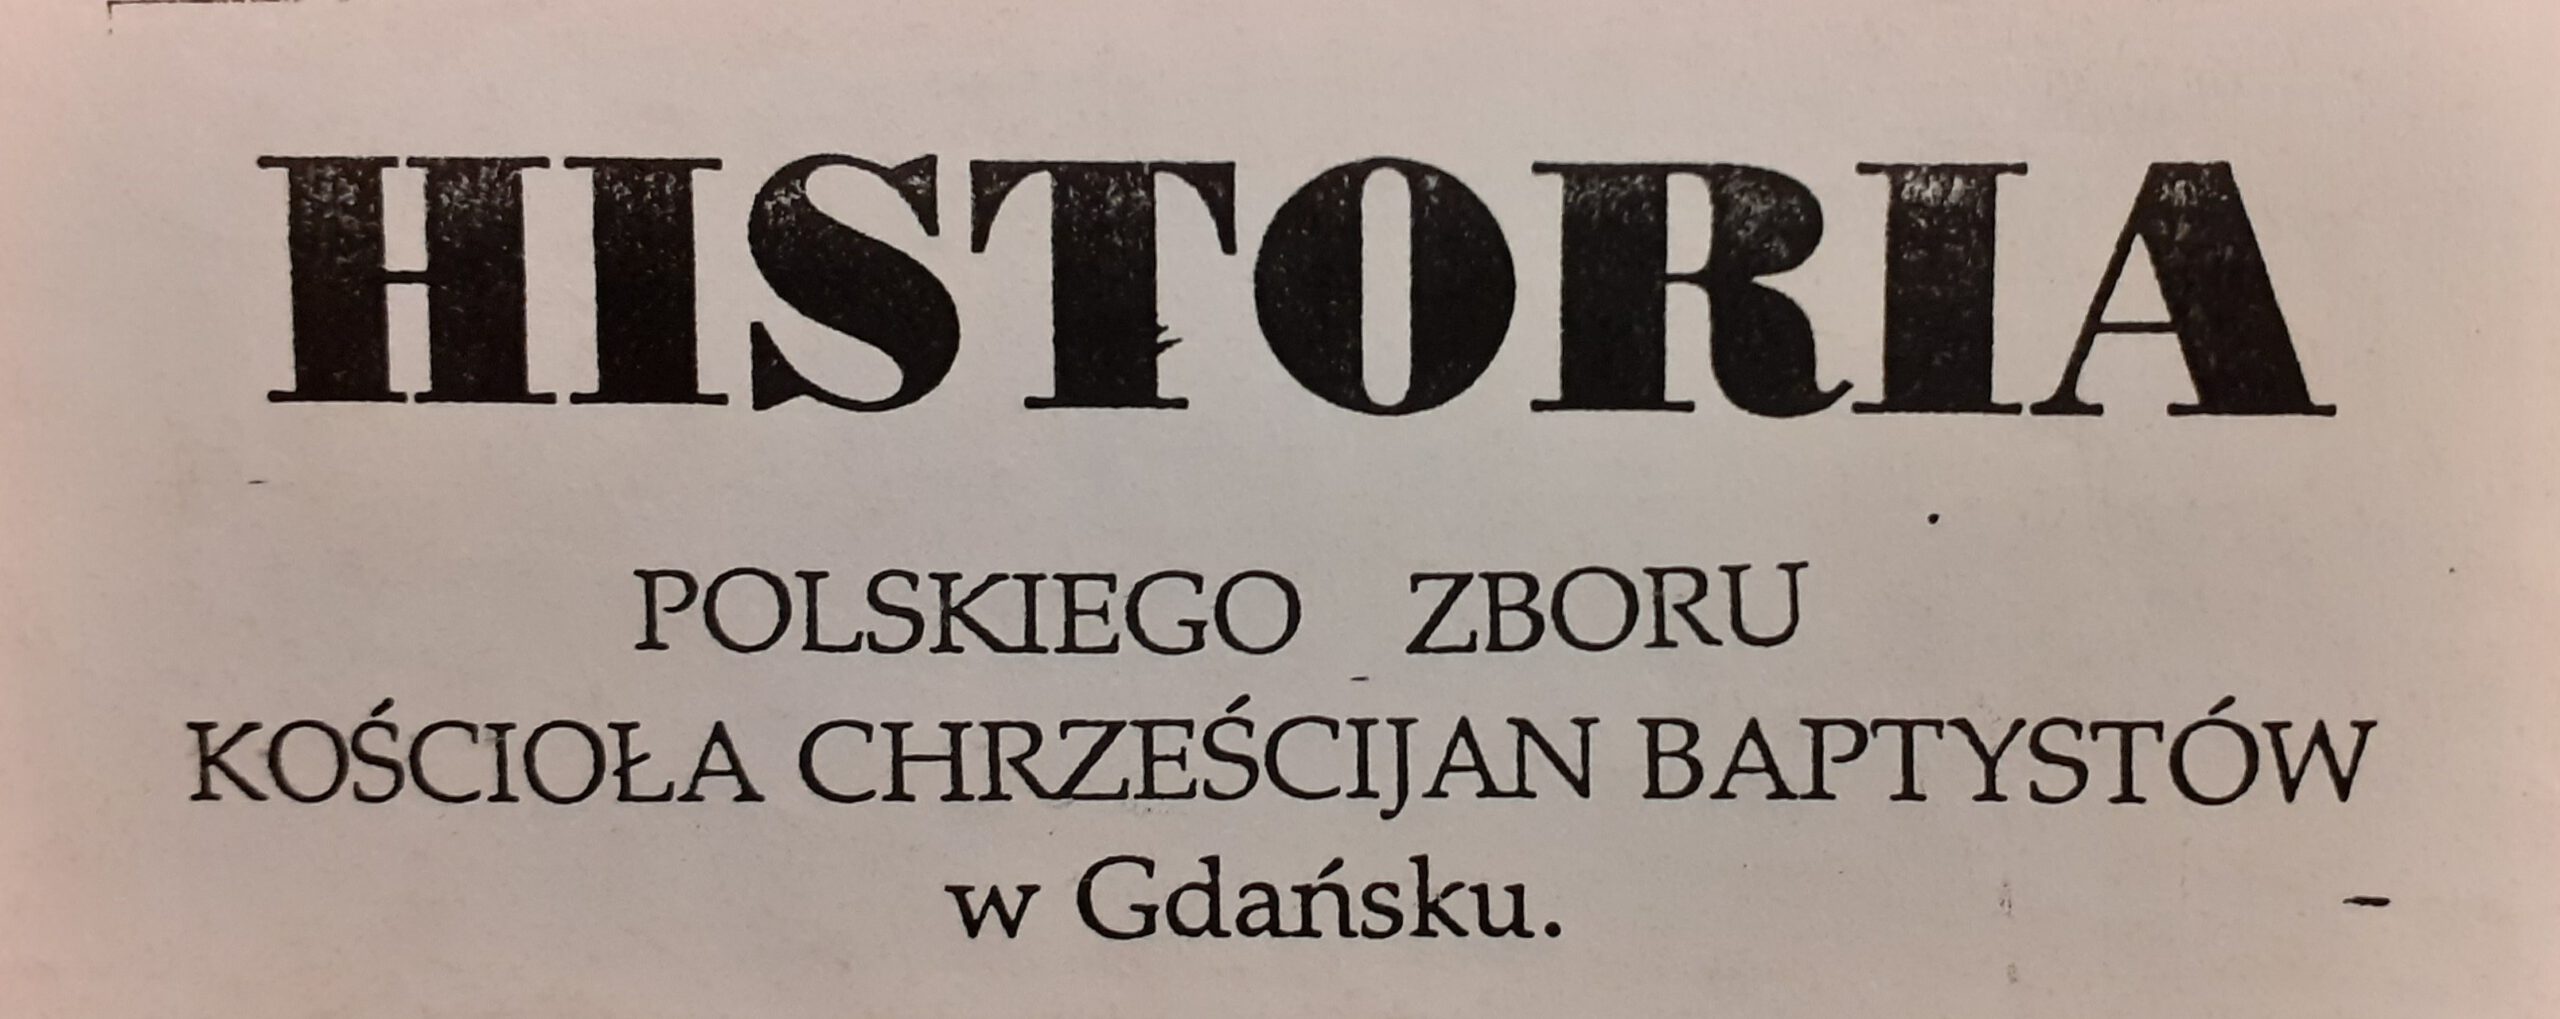 HISTORIA
POLSKIEGO ZBORU
KOŚCIOŁA CHRZEŚCIJAN BAPTYSTÓW
w Gdańsku.